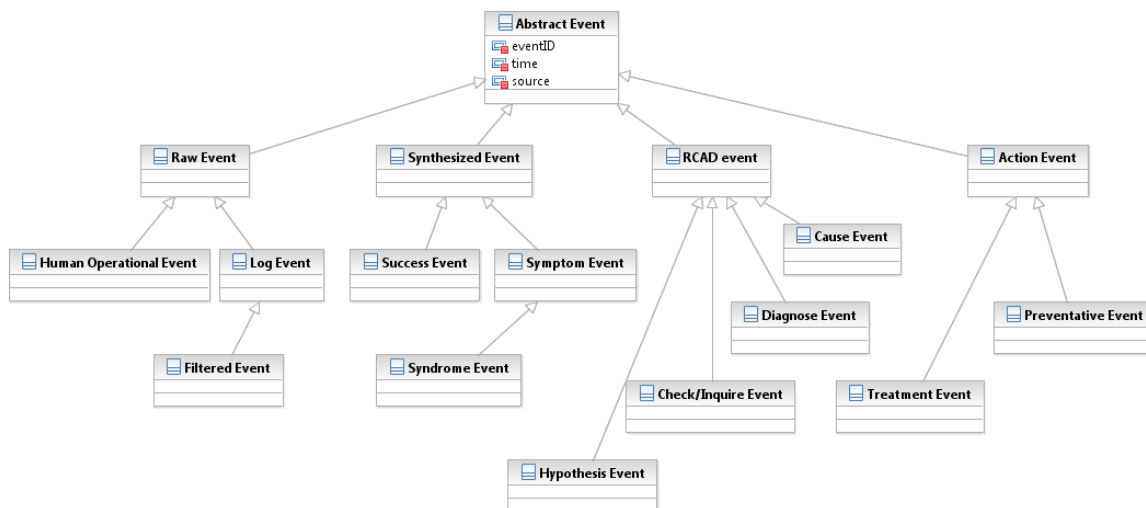 Abstract Event
eventID
time
source
Raw Event
Synthesized Event
RCAD event
Action Event
Cause Event
Human Operational Event
Log Event
Success Event
Symptom Event
Diagnose Event
Preventative Event
Filtered Event
Syndrome Event
Check/Inquire Event
Treatment Event
Hypothesis Event